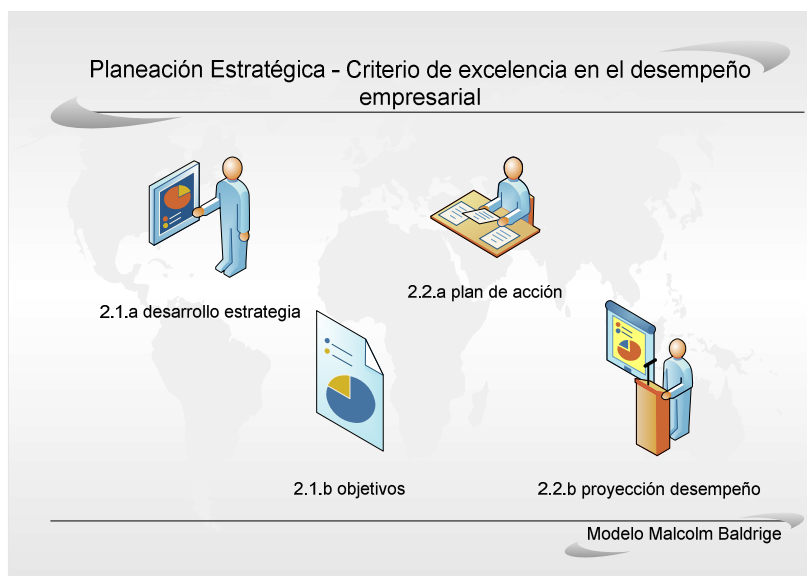 Planeación Estratégica - Criterio de excelencia en el desempeño
empresarial
2.1.a desarrollo estrategia
2.2.a plan de acción
2.1.b objetivos
2.2.b proyección desempeño
Modelo Malcolm Baldrige